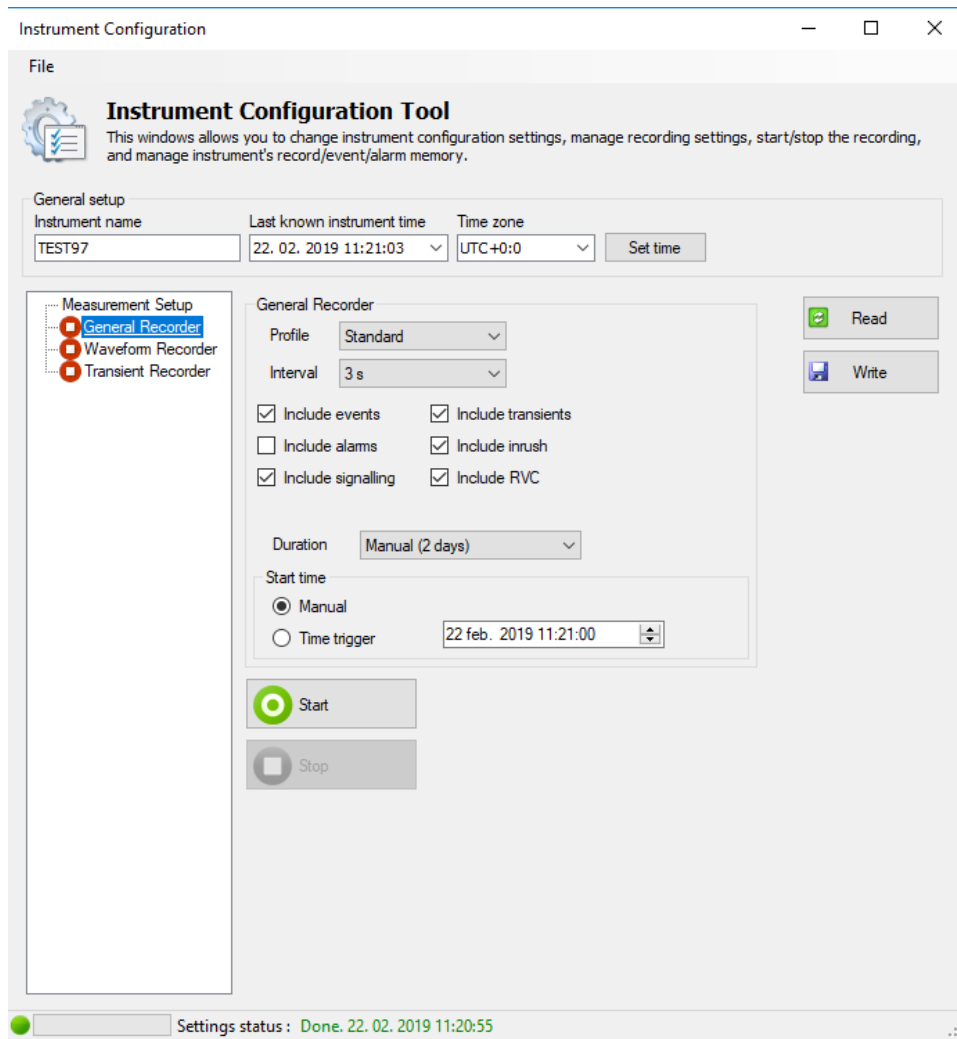 Instrument Configuration
File
Instrument Configuration Tool
This windows allows you to change instrument configuration settings, manage recording settings, start/stop the recording,
and manage instrument's record/event/alarm memory.
General setup
Instrument name Last known instrument time Time zone
TEST97 22. 02. 2019 11:21:03 UTC+0:0 Set time
Measurement Setup
General Recorder
Waveform Recorder
Transient Recorder
General Recorder
Profile Standard
Interval 3 s
Include events Include transients
Include alarms Include inrush
Include signalling Include RVC
Duration Manual (2 days)
Start time
Manual
Time trigger 22 feb. 2019 11:21:00
Start
Stop
Read
Write
Settings status : Done. 22. 02. 2019 11:20:55